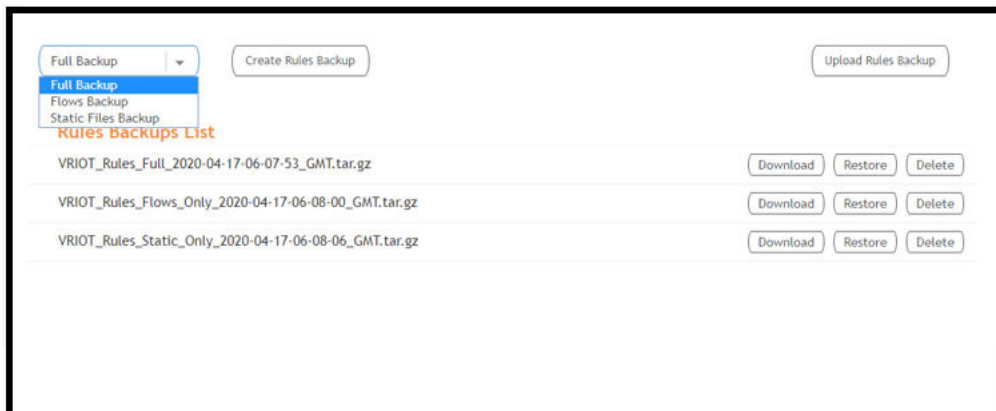 Full Backup
Create Rules Backup
Upload Rules Backup
Full Backup
Flows Backup
Static Files Backup
Rules Backups List
VRIOT_Rules_Full_2020-04-17-06-07-53_GMT.tar.gz
Download
Restore
Delete
VRIOT_Rules_Flows_Only_2020-04-17-06-08-00_GMT.tar.gz
Download
Restore
Delete
VRIOT_Rules_Static_Only_2020-04-17-06-08-06_GMT.tar.gz
Download
Restore
Delete